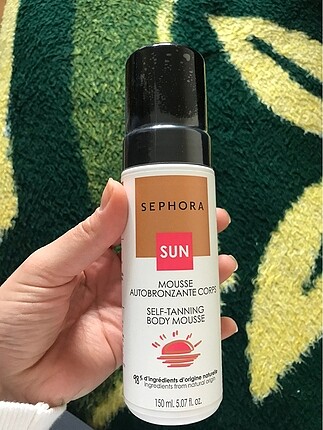 SEPHORA
SUN
MOUSSE
AUTOBRONZANTE CORPS
SELF-TANNING
BODY MOUSSE
98% d'ingrédients d'origine naturelle
ingredients from natural origin
150 ml. 5.07 fl. oz.